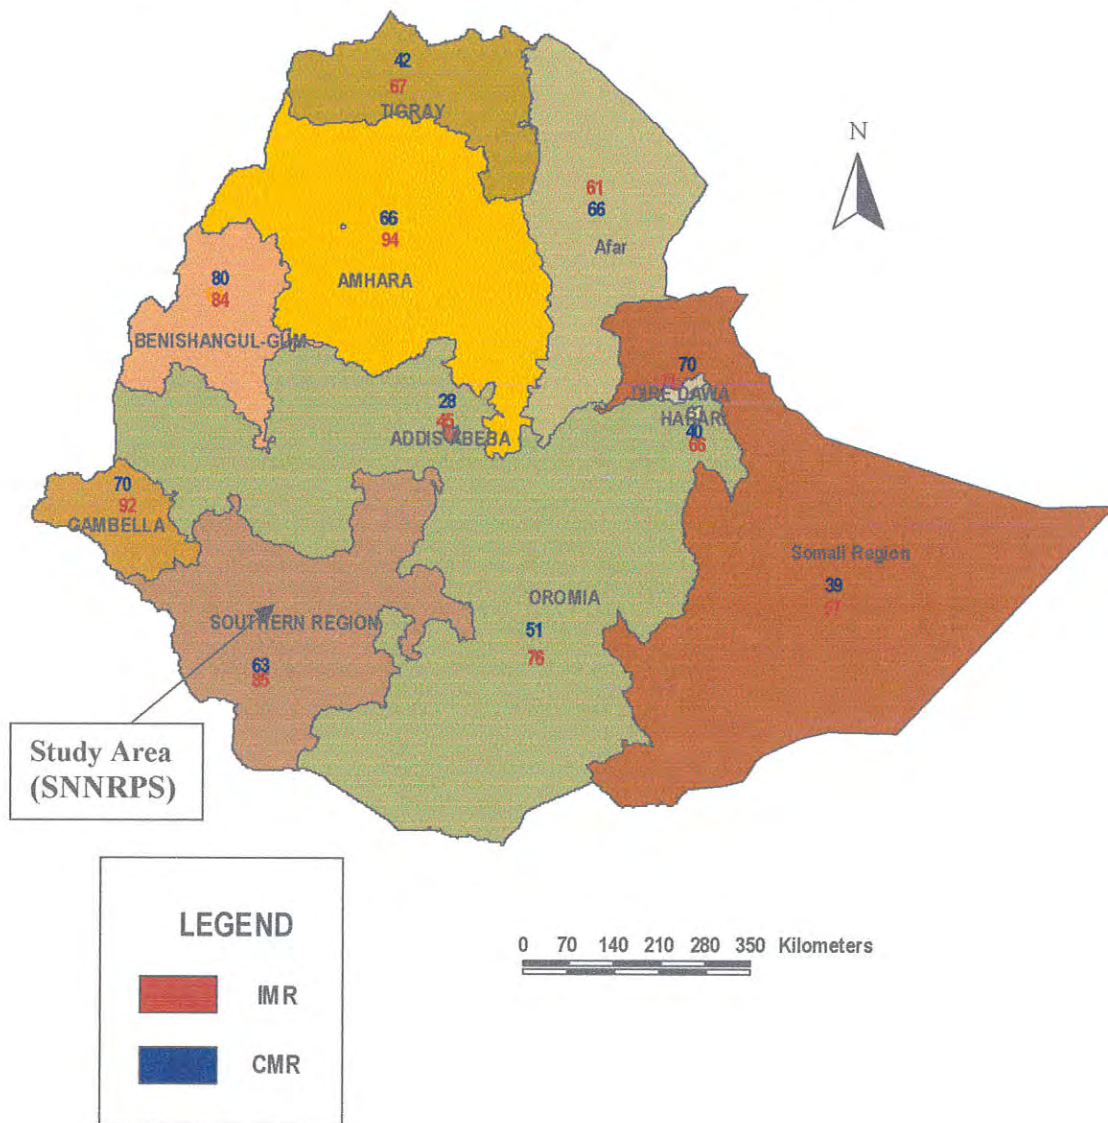 42
67
TIGRAY
N
61
66
Afar
66
94
AMHARA
80
84
BENISHANGUL-GUM
70
DIRE DAWA
HARARI
40
66
28
45
ADDIS ABEBA
70
92
GAMBELLA
Somali Region
39
57
OROMIA
51
76
SOUTHERN REGION
63
85
Study Area
(SNNRPS)
LEGEND
IMR
CMR
0 70 140 210 280 350 Kilometers